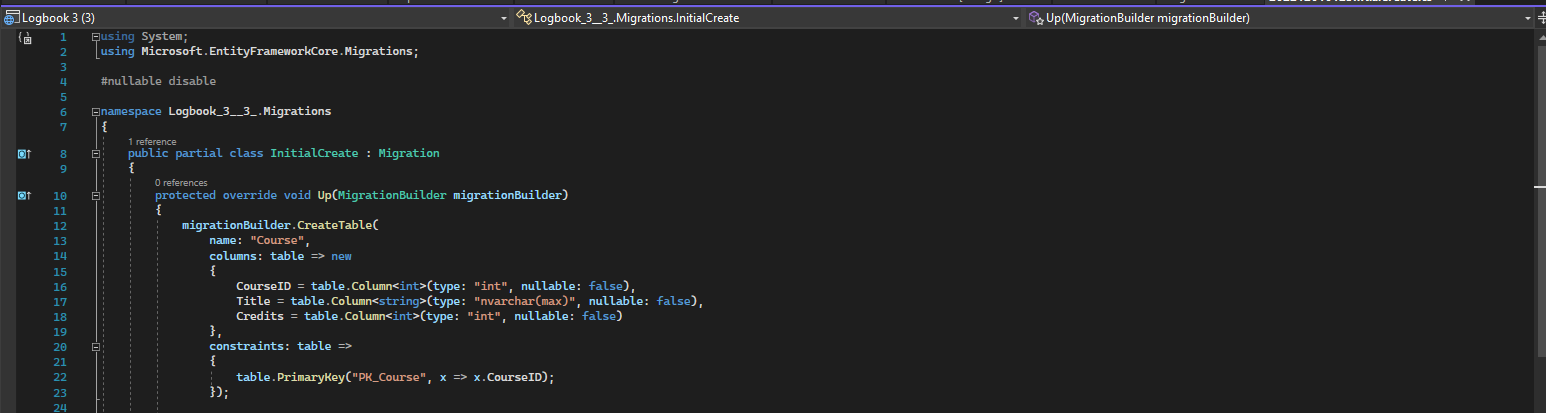 Logbook 3 (3)
Logbook_3__3_.Migrations.InitialCreate
Up(MigrationBuilder migrationBuilder)
1 using System;
2 using Microsoft.EntityFrameworkCore.Migrations;
3
4 #nullable disable
5
6 namespace Logbook_3__3_.Migrations
7 {
1 reference
8 public partial class InitialCreate : Migration
9 {
0 references
10 protected override void Up(MigrationBuilder migrationBuilder)
11 {
12 migrationBuilder.CreateTable(
13 name: "Course",
14 columns: table => new
15 {
16 CourseID = table.Column<int>(type: "int", nullable: false),
17 Title = table.Column<string>(type: "nvarchar(max)", nullable: false),
18 Credits = table.Column<int>(type: "int", nullable: false)
19 },
20 constraints: table =>
21 {
22 table.PrimaryKey("PK_Course", x => x.CourseID);
23 });
24